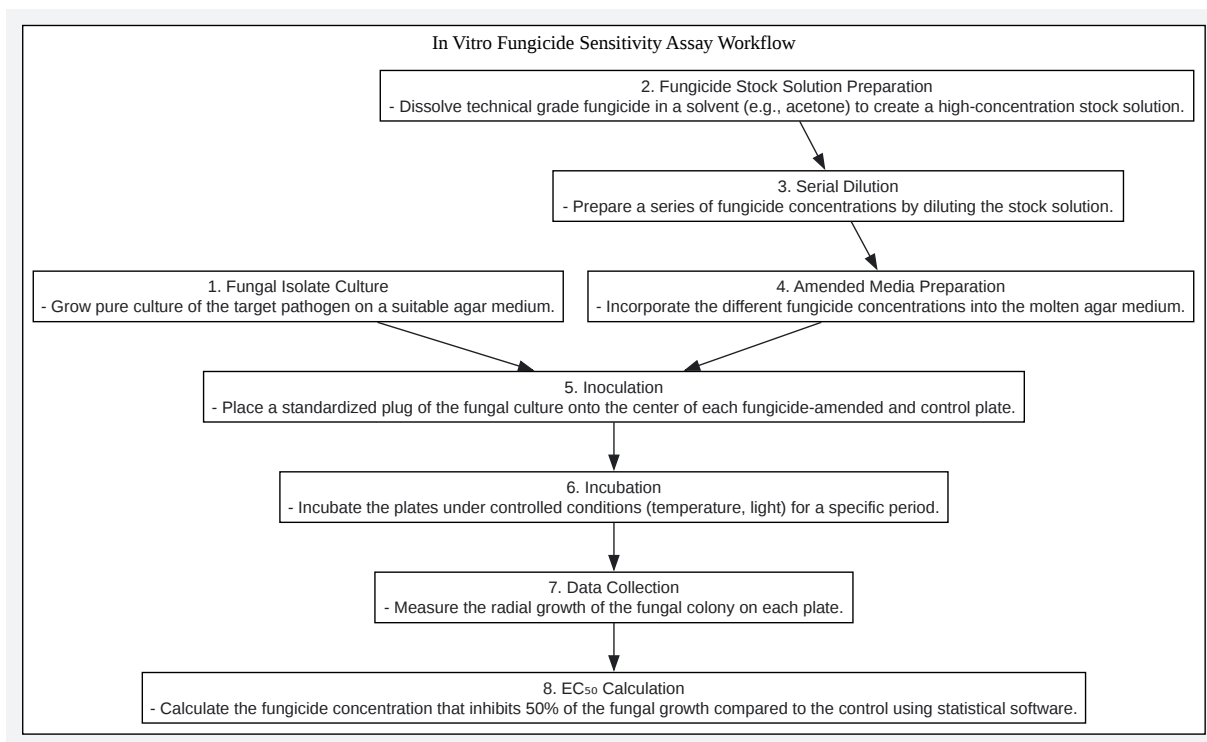 In Vitro Fungicide Sensitivity Assay Workflow
2. Fungicide Stock Solution Preparation
- Dissolve technical grade fungicide in a solvent (e.g., acetone) to create a high-concentration stock solution.
3. Serial Dilution
- Prepare a series of fungicide concentrations by diluting the stock solution.
1. Fungal Isolate Culture
- Grow pure culture of the target pathogen on a suitable agar medium.
4. Amended Media Preparation
- Incorporate the different fungicide concentrations into the molten agar medium.
5. Inoculation
- Place a standardized plug of the fungal culture onto the center of each fungicide-amended and control plate.
6. Incubation
- Incubate the plates under controlled conditions (temperature, light) for a specific period.
7. Data Collection
- Measure the radial growth of the fungal colony on each plate.
8. EC₅₀ Calculation
- Calculate the fungicide concentration that inhibits 50% of the fungal growth compared to the control using statistical software.